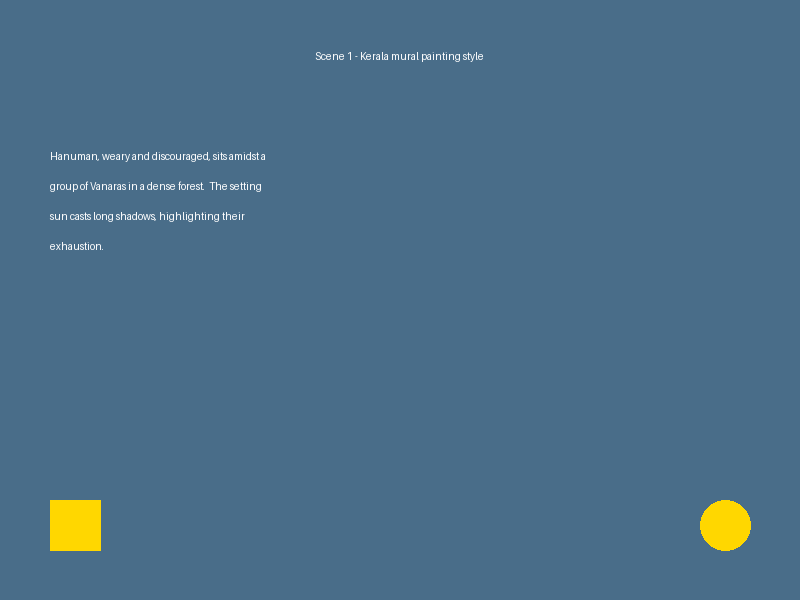 Scene 1 - Kerala mural painting style
Hanuman, weary and discouraged, sits amidst a
group of Vanaras in a dense forest.  The setting
sun casts long shadows, highlighting their
exhaustion.